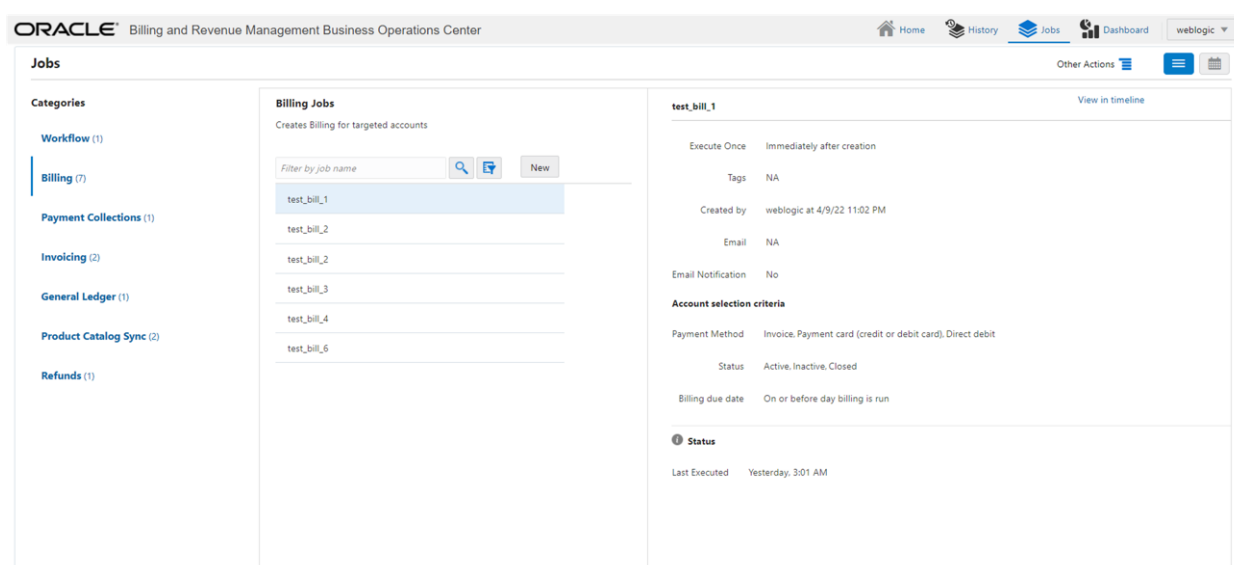 ORACLE® Billing and Revenue Management Business Operations Center
Home
History
Jobs
Dashboard
weblogic
Jobs
Other Actions
Categories
Workflow (1)
Billing (7)
Payment Collections (1)
Invoicing (2)
General Ledger (1)
Product Catalog Sync (2)
Refunds (1)
Billing Jobs
Creates Billing for targeted accounts
Filter by job name
New
test_bill_1
test_bill_2
test_bill_2
test_bill_3
test_bill_4
test_bill_6
test_bill_1
View in timeline
Execute Once Immediately after creation
Tags NA
Created by weblogic at 4/9/22 11:02 PM
Email NA
Email Notification No
Account selection criteria
Payment Method Invoice, Payment card (credit or debit card), Direct debit
Status Active, Inactive, Closed
Billing due date On or before day billing is run
Status
Last Executed Yesterday, 3:01 AM